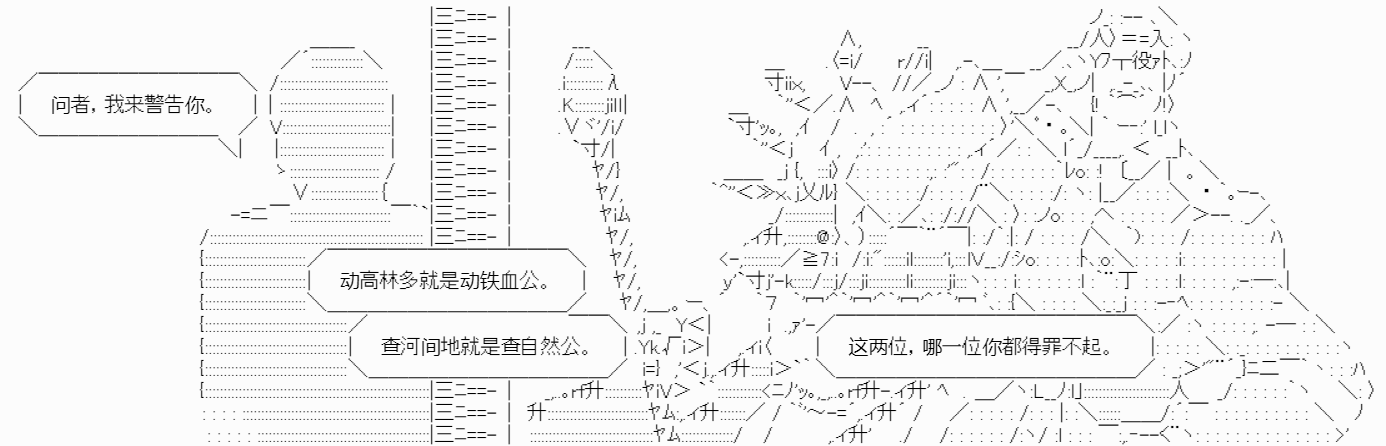 问者，我来警告你。
动高林多就是动铁血公。
查河间地就是查自然公。
这两位，哪一位你都得罪不起。